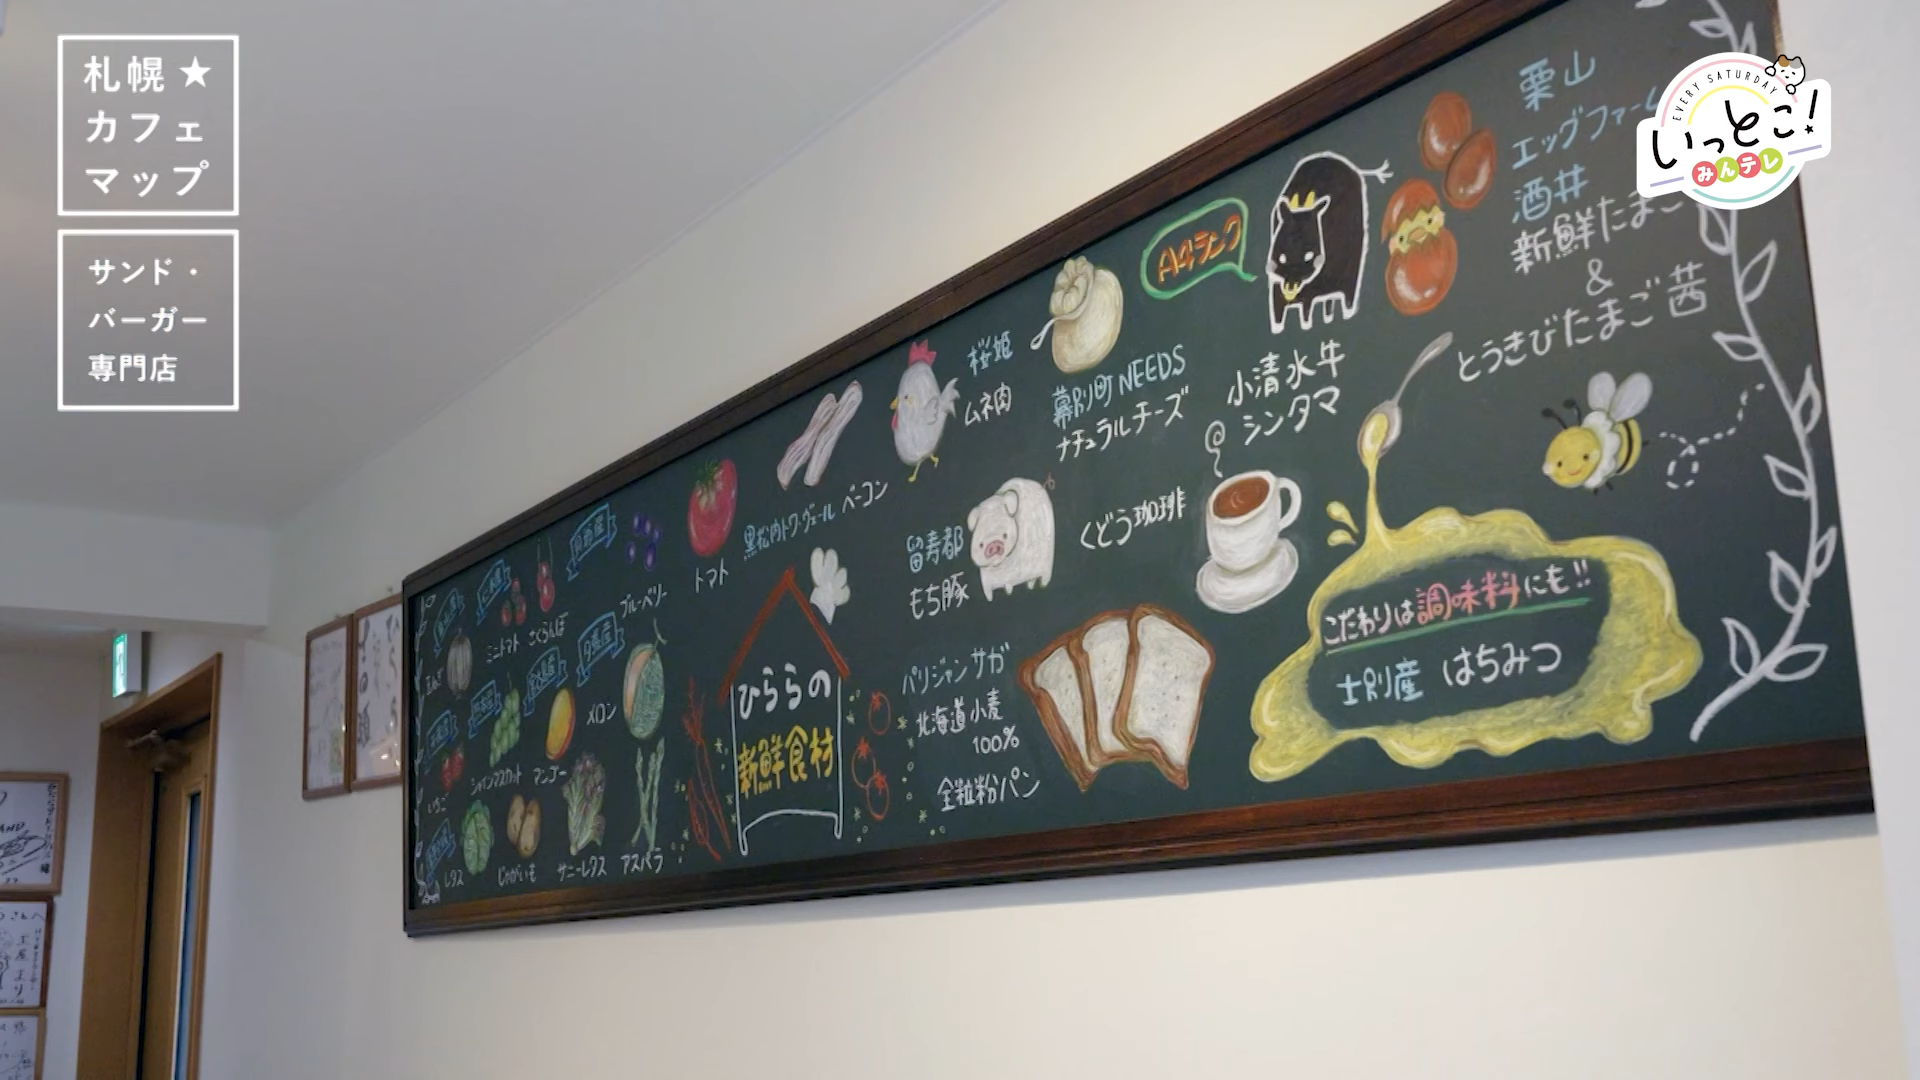 札幌★
カフェ
マップ
サンド・
バーガー
専門店
EVERY SATURDAY
いっとこ!
みんテレ
栗山
エッグファーム
酒井
新鮮たまご
&
とうきびたまご茜
A4ランク
小清水牛
シンタマ
幕別町NEEDS
ナチュラルチーズ
桜姫
ムネ肉
黒松内トワ・ヴェール ベーコン
トマト
ブルーベリー
ミニトマト
さくらんぼ
玉ねぎ
メロン
マンゴー
シャインマスカット
いちご
レタス
じゃがいも
サニーレタス
アスパラ
ひららの
新鮮食材
留寿都
もち豚
くどう珈琲
パリジャンサガ
北海道小麦
100%
全粒粉パン
こだわりは調味料にも!!
士別産 はちみつ